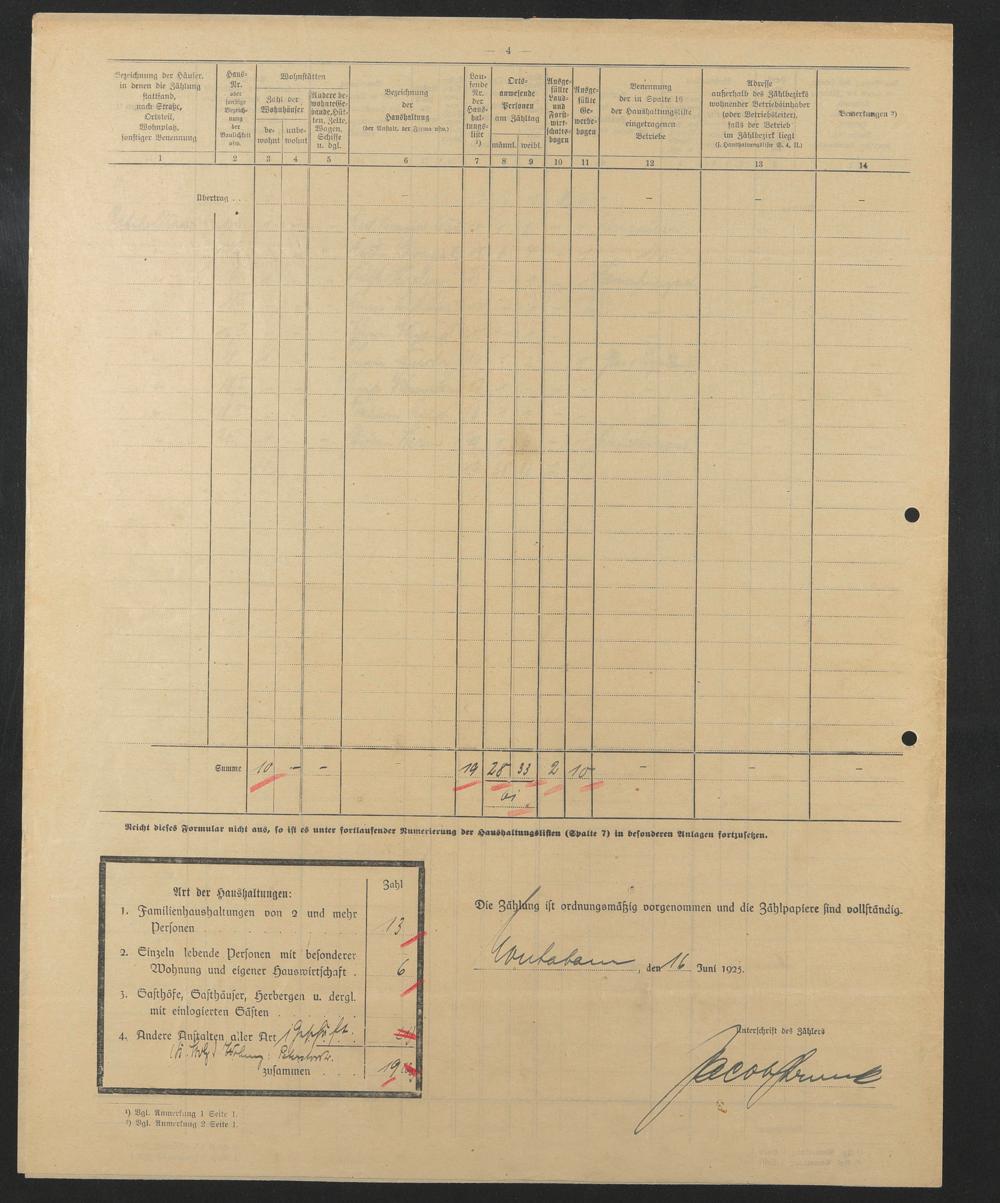 — 4 —
Bezeichnung der Häuser, in denen die Zählung stattfand, nach Straße, Ortsteil, Wohnplatz, sonstiger Benennung
Haus-Nr. oder sonstige Bezeichnung der Baulichkeit usw.
Wohnstätten
Zahl der Wohnhäuser
bewohnt
unbewohnt
Andere bewohnte Gebäude, Hütten, Zelte, Wagen, Schiffe u. dgl.
Bezeichnung der Haushaltung (der Anstalt, der Firma usw.)
Laufende Nr. der Haushaltungsliste ¹)
Ortsanwesende Personen am Zähltag
männl. weibl.
Ausgefüllte Land- und Forstwirtschaftsbogen
Ausgefüllte Gewerbebogen
Benennung der in Spalte 16 der Haushaltungsliste eingetragenen Betriebe
Adresse außerhalb des Zählbezirks wohnender Betriebsinhaber (oder Betriebsleiter), falls der Betrieb im Zählbezirk liegt (s. Haushaltungsliste S. 4, II.)
Bemerkungen ²)
1 2 3 4 5 6 7 8 9 10 11 12 13 14
Übertrag . . — — — —
Summe 10 – – – 19 28 33 2 10 – – –
61
Reicht dieses Formular nicht aus, so ist es unter fortlaufender Numerierung der Haushaltungslisten (Spalte 7) in besonderen Anlagen fortzusetzen.
Art der Haushaltungen: Zahl
1. Familienhaushaltungen von 2 und mehr
Personen 13
2. Einzeln lebende Personen mit besonderer
Wohnung und eigener Hauswirtschaft . 6
3. Gasthöfe, Gasthäuser, Herbergen u. dergl.
mit einlogierten Gästen
4. Andere Anstalten aller Art
zusammen 19
Die Zählung ist ordnungsmäßig vorgenommen und die Zählpapiere sind vollständig.
, den 16 Juni 1925.
Unterschrift des Zählers
Jacob
¹) Vgl. Anmerkung 1 Seite 1.
²) Vgl. Anmerkung 2 Seite 1.